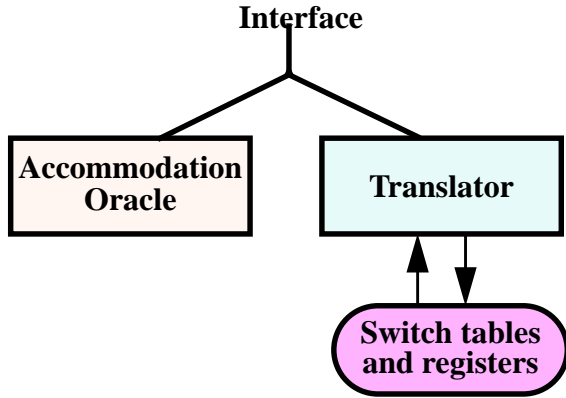 Interface
Accommodation
Oracle
Translator
Switch tables
and registers